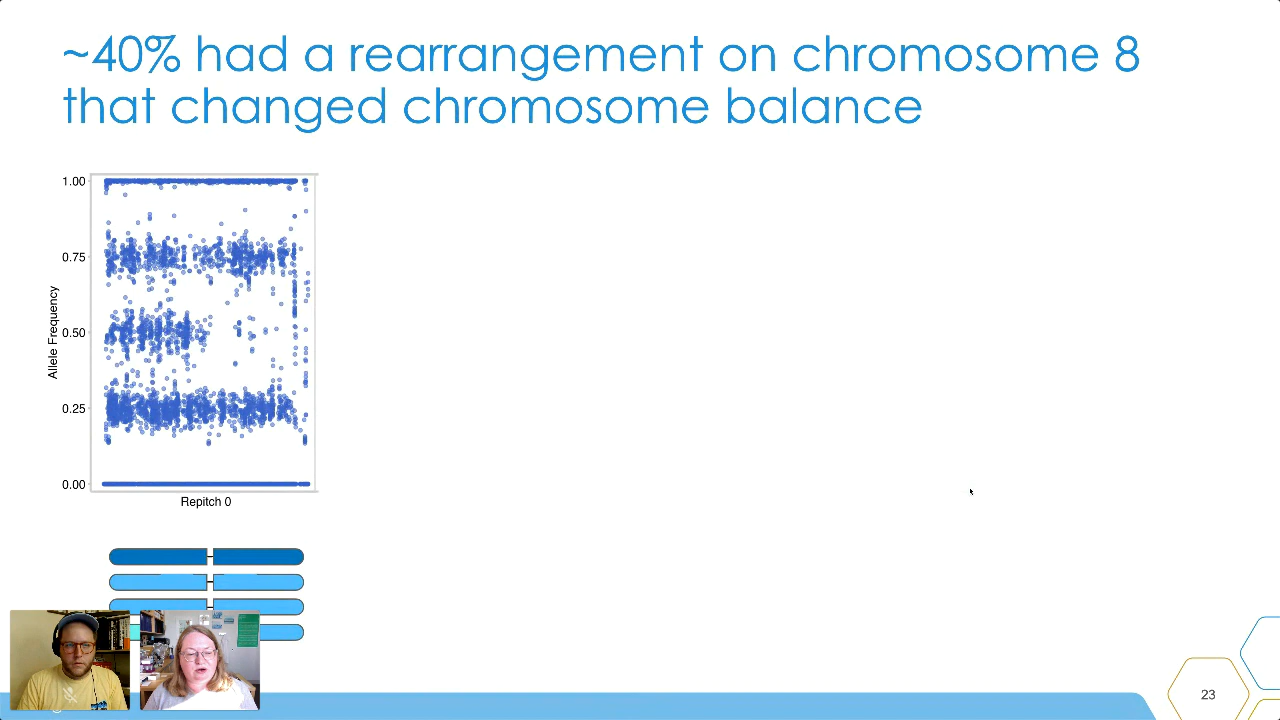 ~40% had a rearrangement on chromosome 8
that changed chromosome balance
1.00
0.75
0.50
0.25
0.00
Allele Frequency
Repitch 0
23